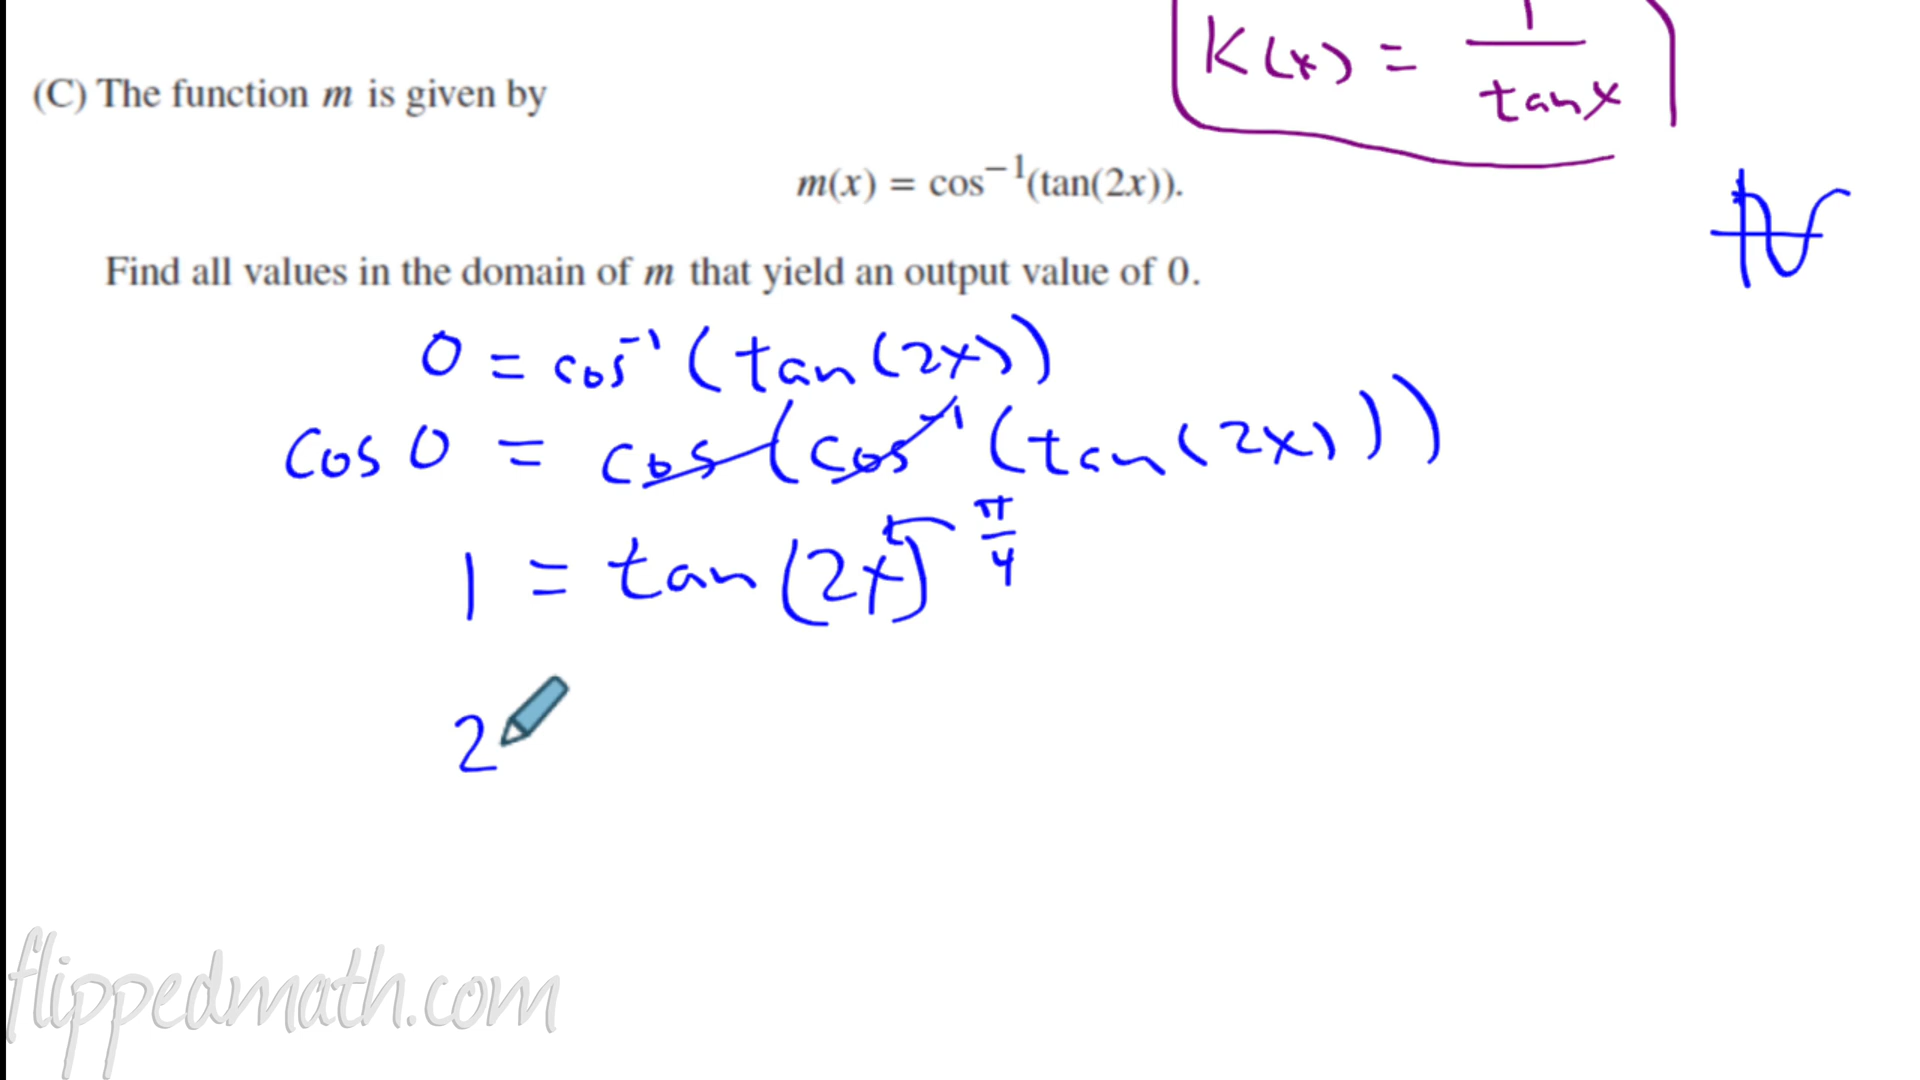 K(x) = 1/tanx
(C) The function m is given by
m(x) = cos⁻¹(tan(2x)).
Find all values in the domain of m that yield an output value of 0.
0 = cos⁻¹(tan(2x))
cos 0 = cos(cos⁻¹(tan(2x)))
1 = tan(2x) π/4
2
flippedmath.com